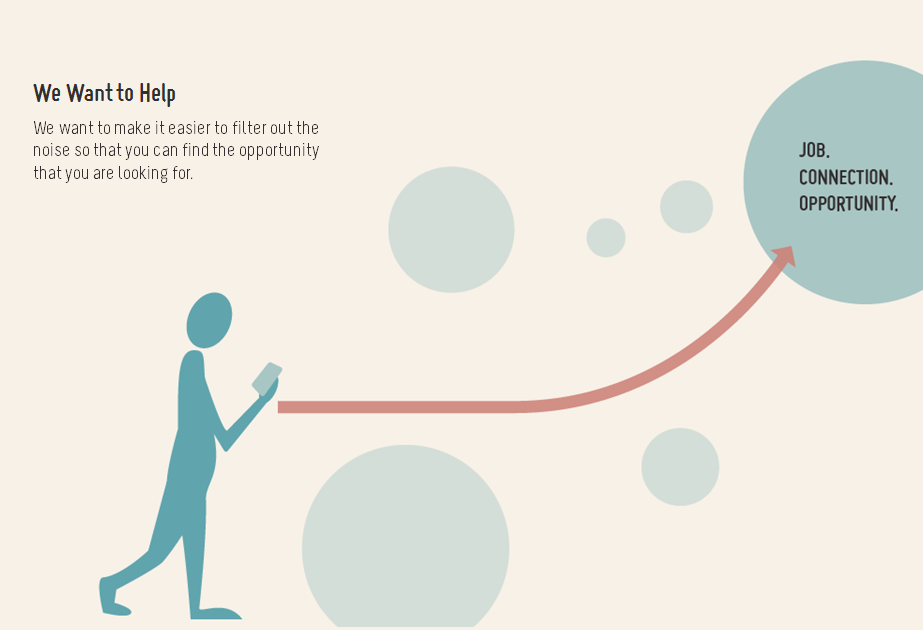 We Want to Help
We want to make it easier to filter out the
noise so that you can find the opportunity
that you are looking for.
JOB.
CONNECTION.
OPPORTUNITY.